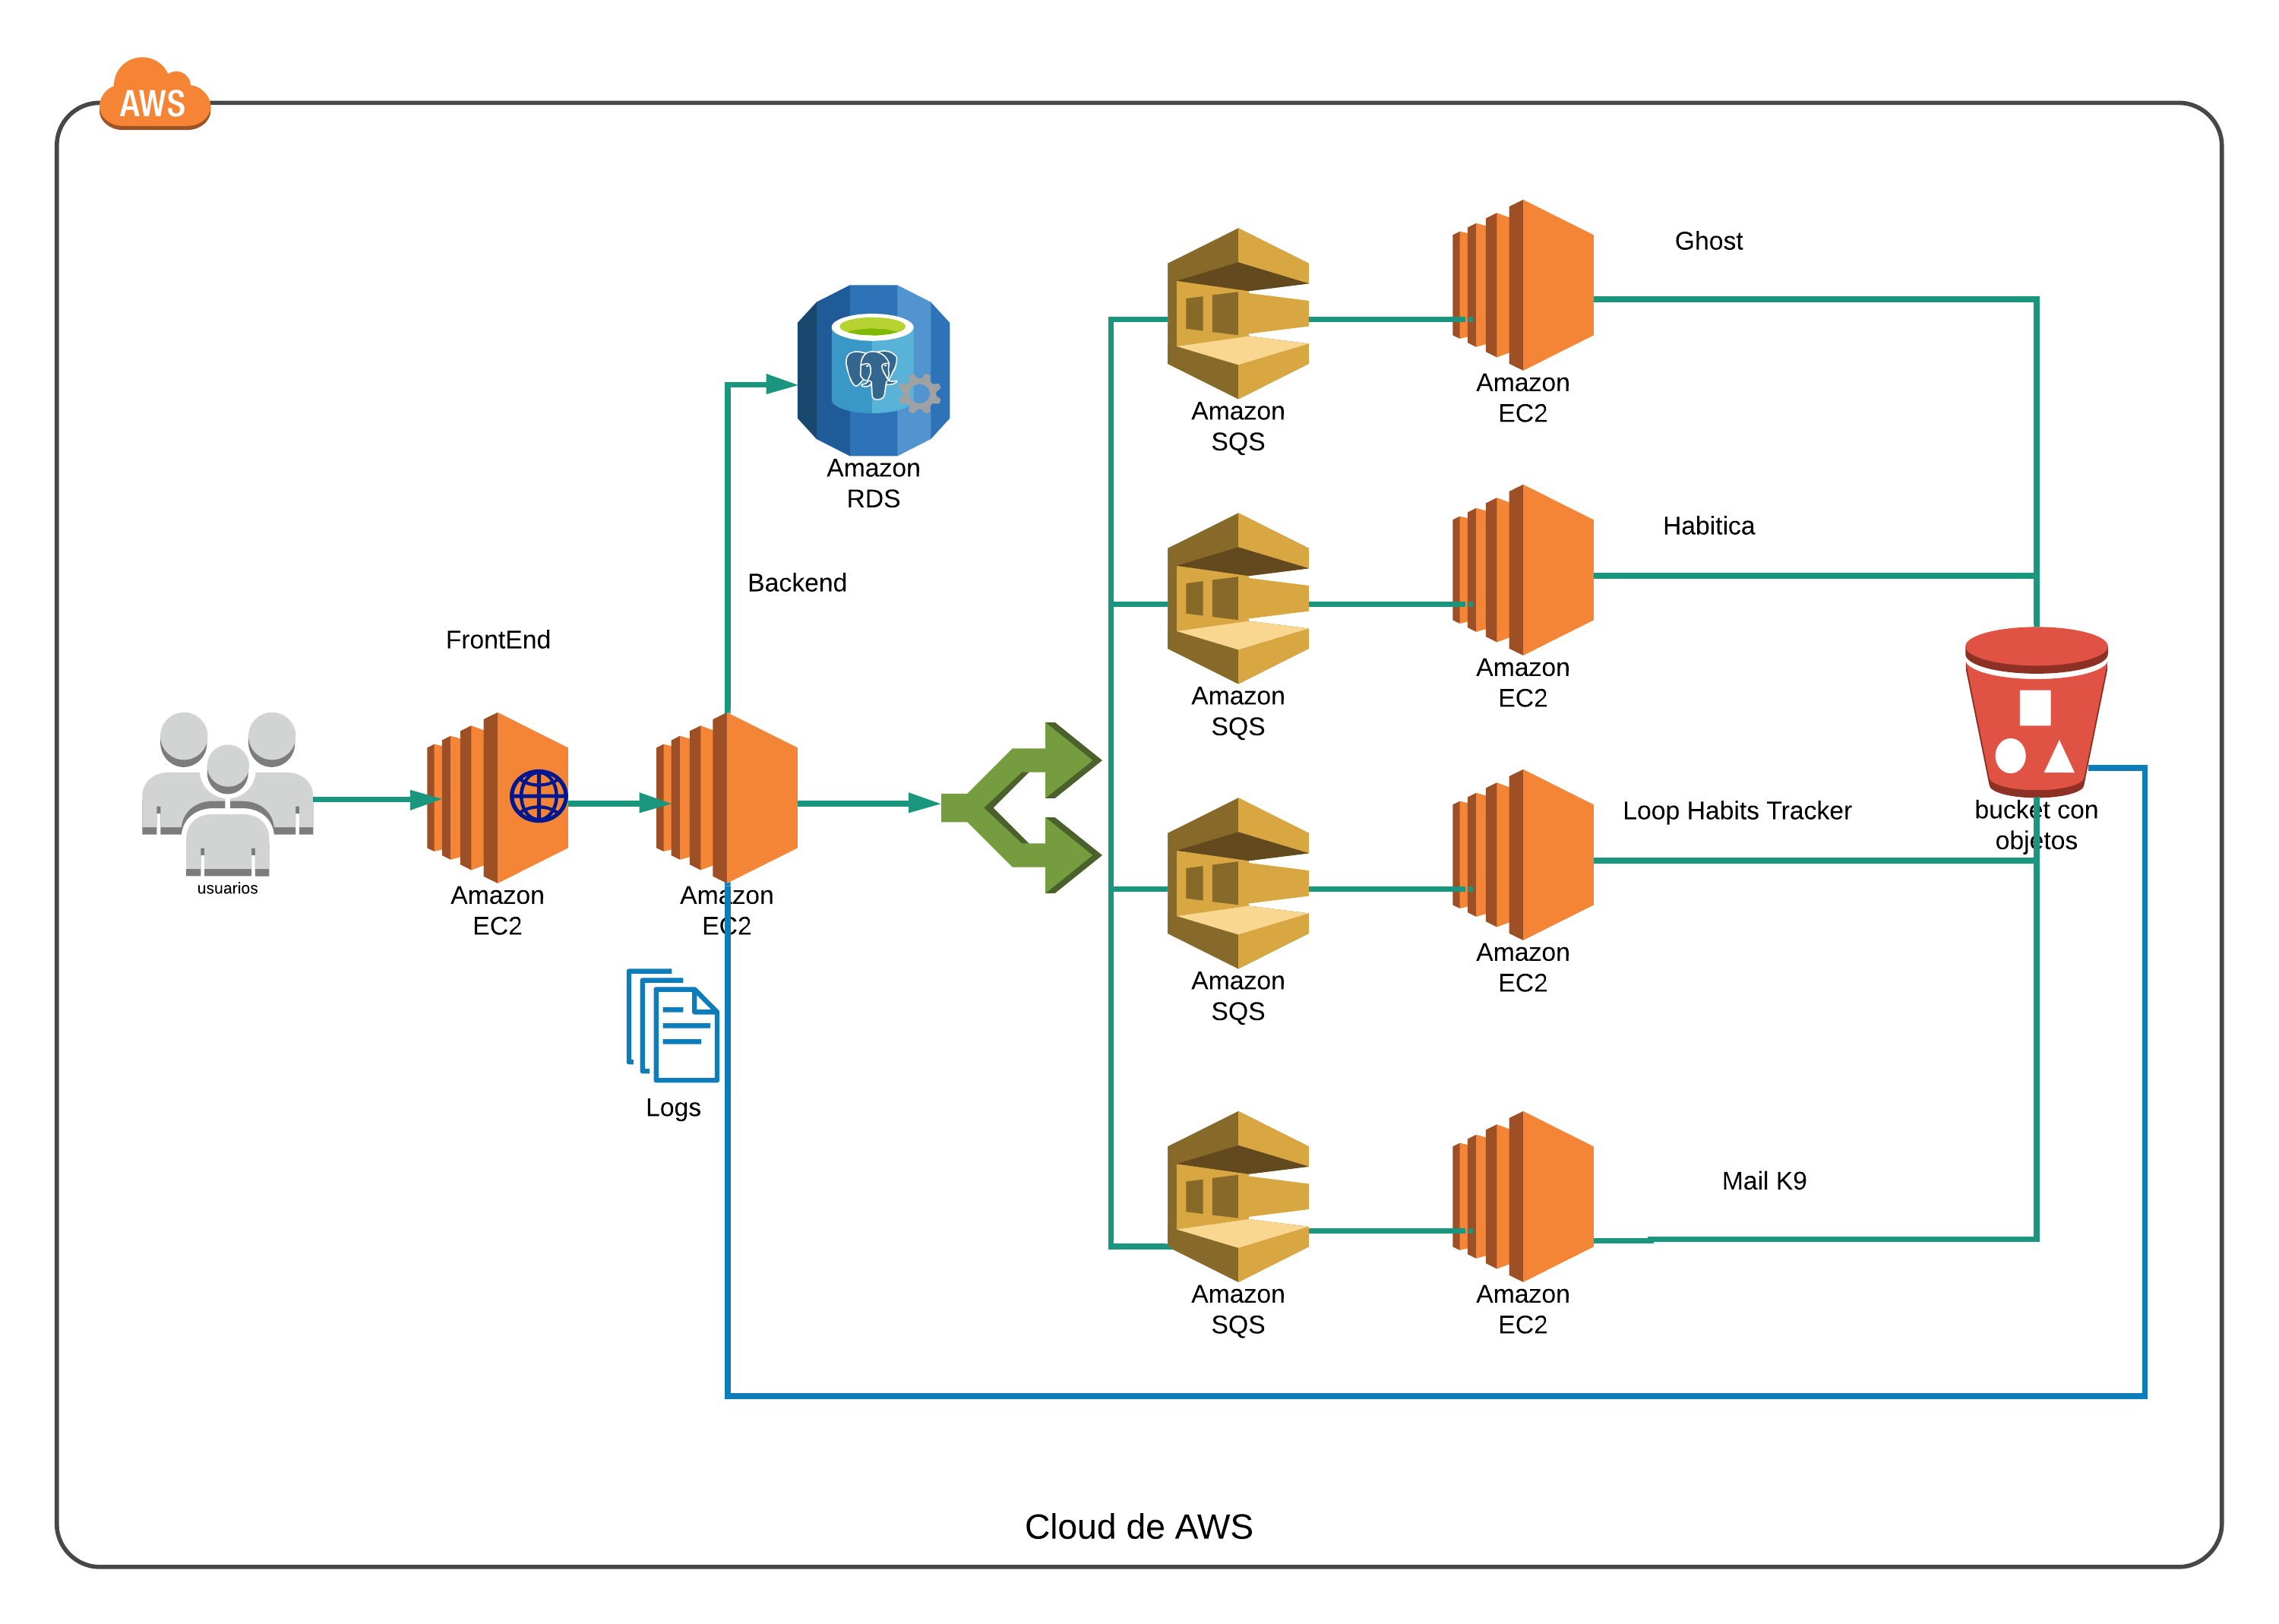 AWS
Ghost
Amazon
EC2
Amazon
SQS
Amazon
RDS
Habitica
Backend
FrontEnd
Amazon
EC2
Amazon
SQS
Loop Habits Tracker
bucket con
objetos
usuarios
Amazon
EC2
Amazon
EC2
Amazon
EC2
Amazon
SQS
Logs
Mail K9
Amazon
SQS
Amazon
EC2
Cloud de AWS